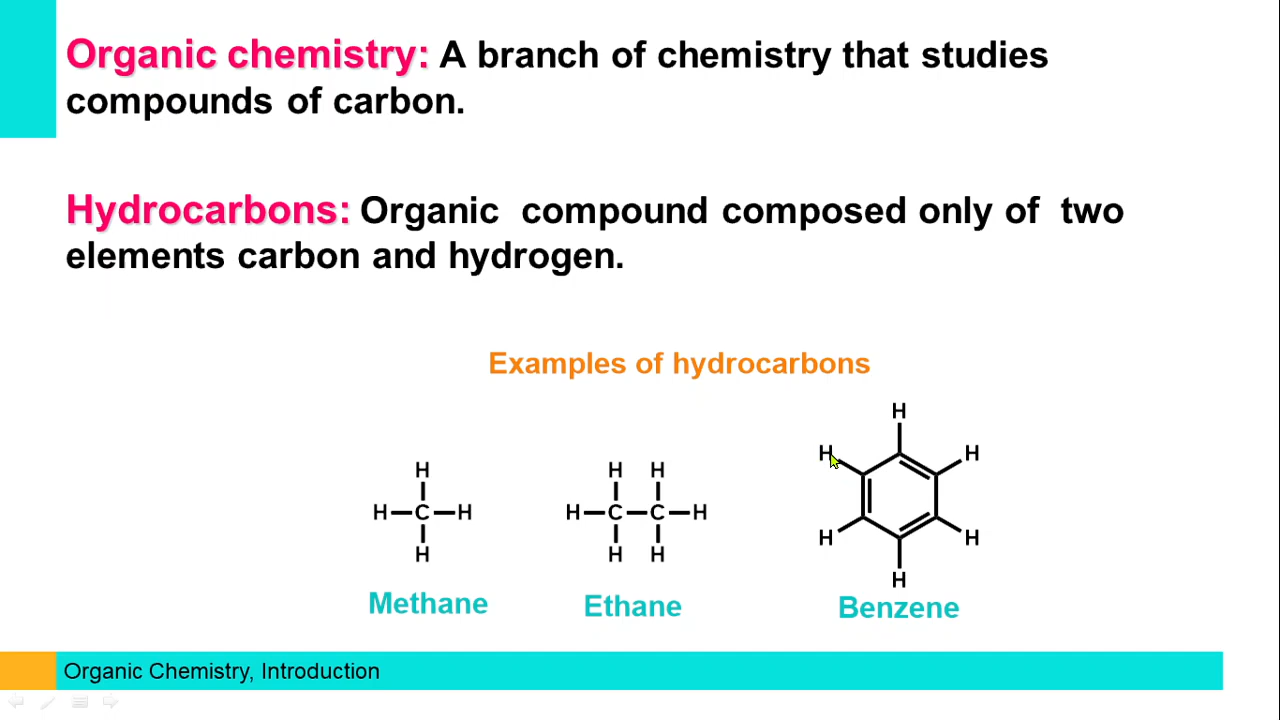 Organic chemistry: A branch of chemistry that studies
compounds of carbon.
Hydrocarbons: Organic compound composed only of two
elements carbon and hydrogen.
Examples of hydrocarbons
H
H H
H
H H
H C H
H C C H
H
H H
H H
H
Methane
Ethane
Benzene
Organic Chemistry, Introduction